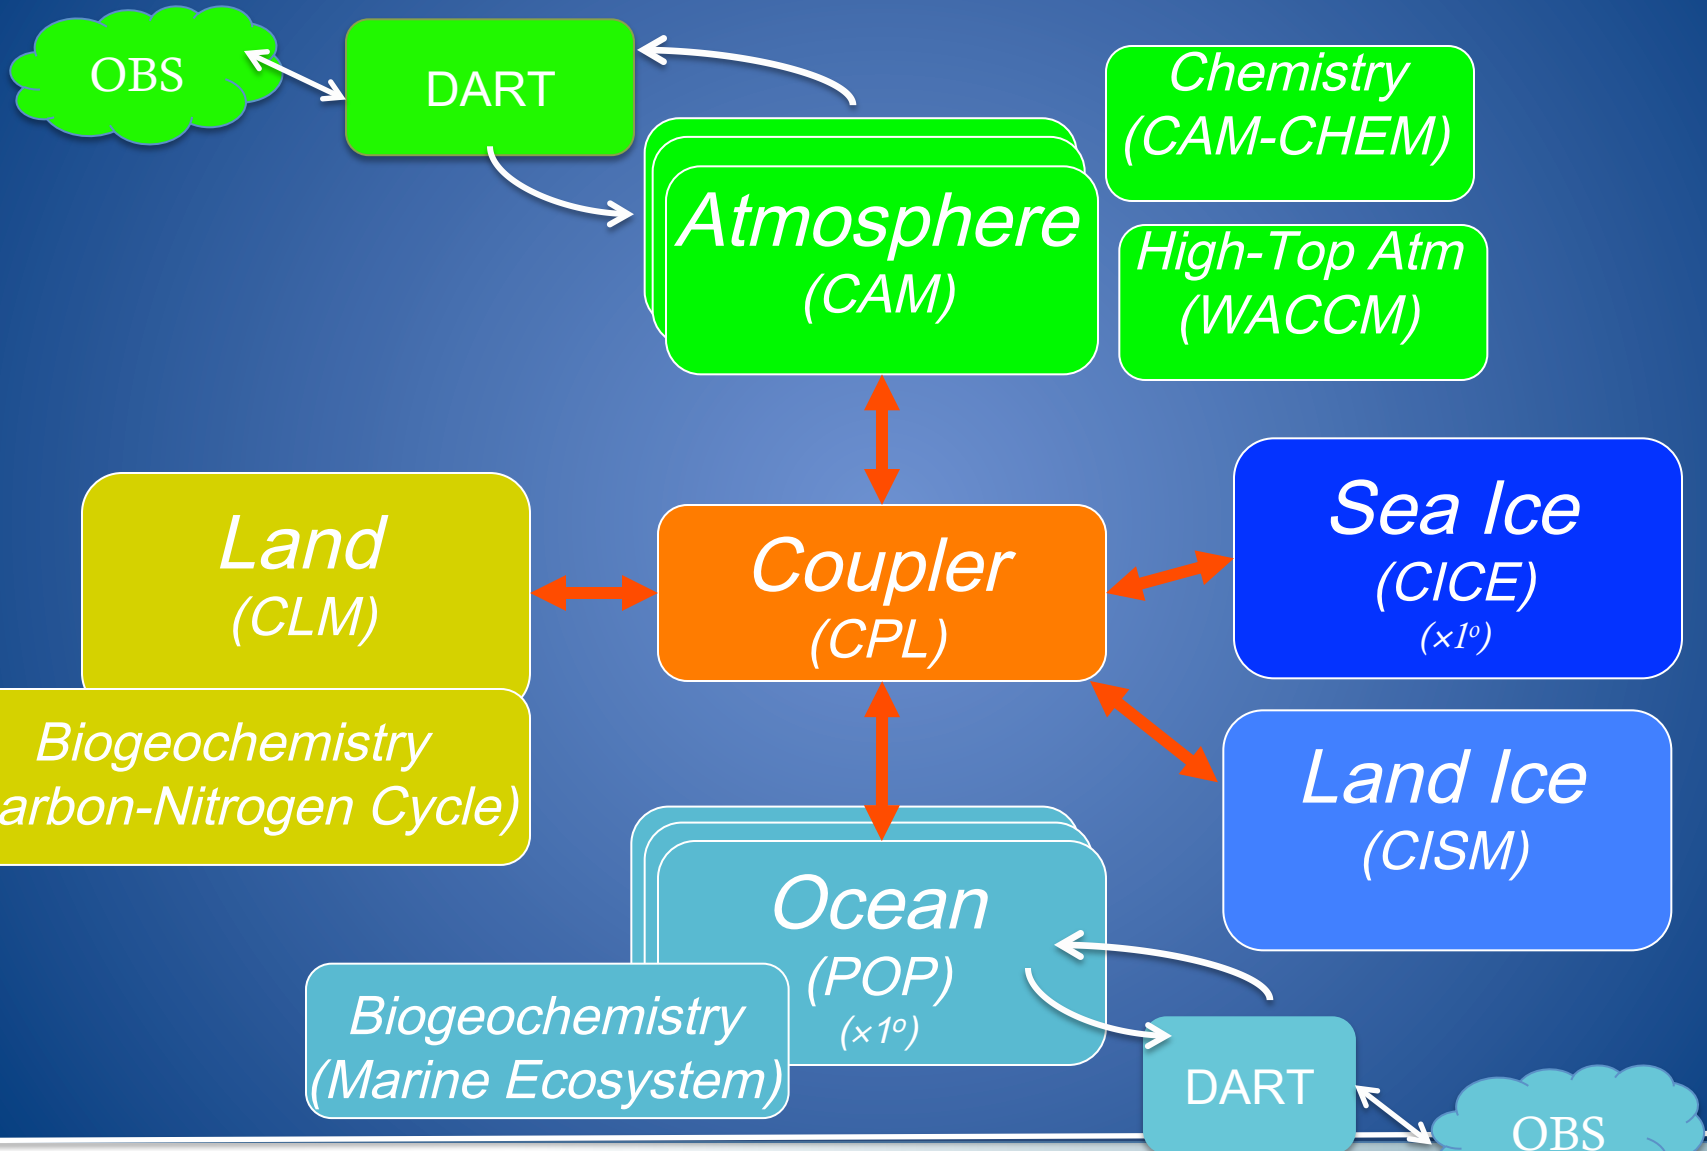 OBS
DART
Chemistry
(CAM-CHEM)
Atmosphere
(CAM)
High-Top Atm
(WACCM)
Land
(CLM)
Coupler
(CPL)
Sea Ice
(CICE)
(×1º)
Biogeochemistry
arbon-Nitrogen Cycle)
Land Ice
(CISM)
Ocean
(POP)
(×1º)
Biogeochemistry
(Marine Ecosystem)
DART
OBS